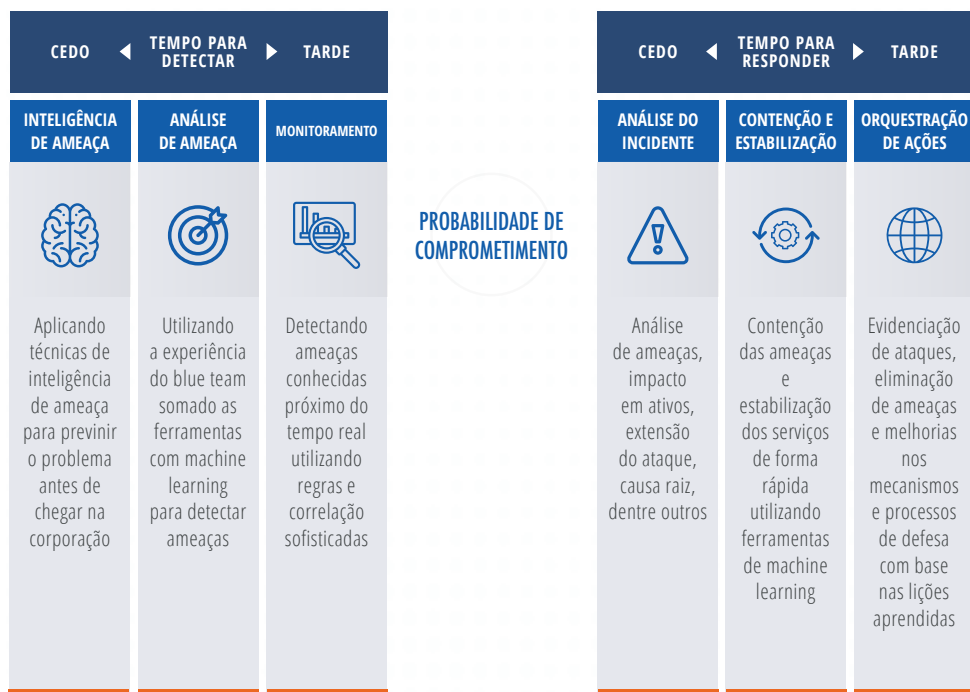 CEDO
TEMPO PARA
DETECTAR
TARDE
INTELIGÊNCIA
DE AMEAÇA
Aplicando
técnicas de
inteligência
de ameaça
para previnir
o problema
antes de
chegar na
corporação
ANÁLISE
DE AMEAÇA
Utilizando
a experiência
do blue team
somado as
ferramentas
com machine
learning
para detectar
ameaças
MONITORAMENTO
Detectando
ameaças
conhecidas
próximo do
tempo real
utilizando
regras e
correlação
sofisticadas
PROBABILIDADE DE
COMPROMETIMENTO
CEDO
TEMPO PARA
RESPONDER
TARDE
ANÁLISE DO
INCIDENTE
Análise
de ameaças,
impacto
em ativos,
extensão
do ataque,
causa raiz,
dentre outros
CONTENÇÃO E
ESTABILIZAÇÃO
Contenção
das ameaças
e
estabilização
dos serviços
de forma
rápida
utilizando
ferramentas
de machine
learning
ORQUESTRAÇÃO
DE AÇÕES
Evidenciação
de ataques,
eliminação
de ameaças
e melhorias
nos
mecanismos
e processos
de defesa
com base
nas lições
aprendidas